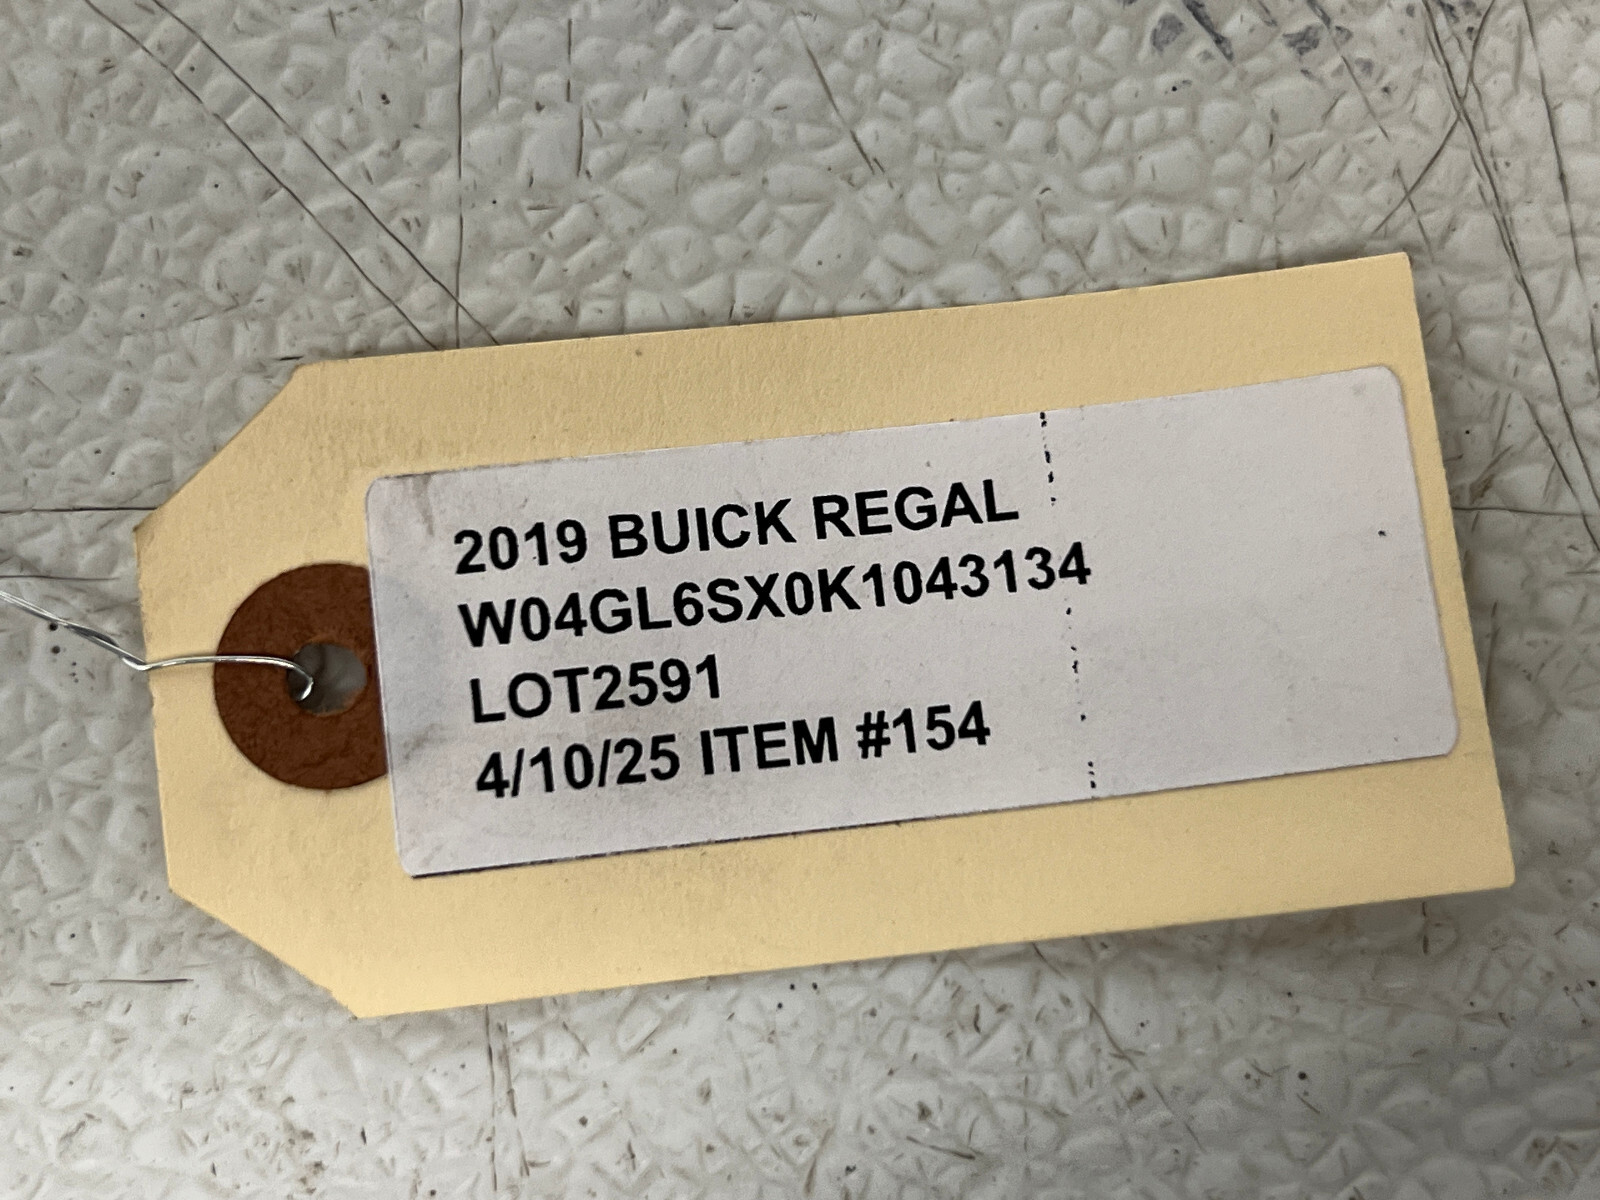 2019 BUICK REGAL
W04GL6SX0K1043134
LOT2591
4/10/25 ITEM #154